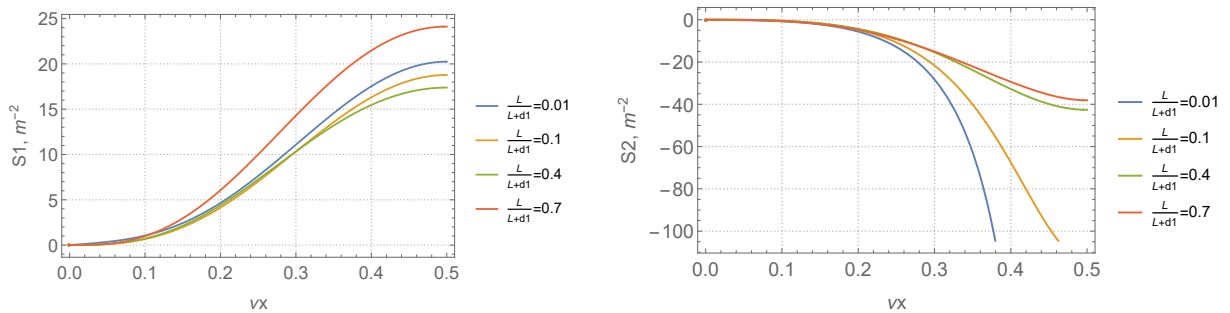 S1, m⁻²
25
20
15
10
5
0
0.0 0.1 0.2 0.3 0.4 0.5
νx
L/(L+d1)=0.01
L/(L+d1)=0.1
L/(L+d1)=0.4
L/(L+d1)=0.7
S2, m⁻²
0
-20
-40
-60
-80
-100
0.0 0.1 0.2 0.3 0.4 0.5
νx
L/(L+d1)=0.01
L/(L+d1)=0.1
L/(L+d1)=0.4
L/(L+d1)=0.7